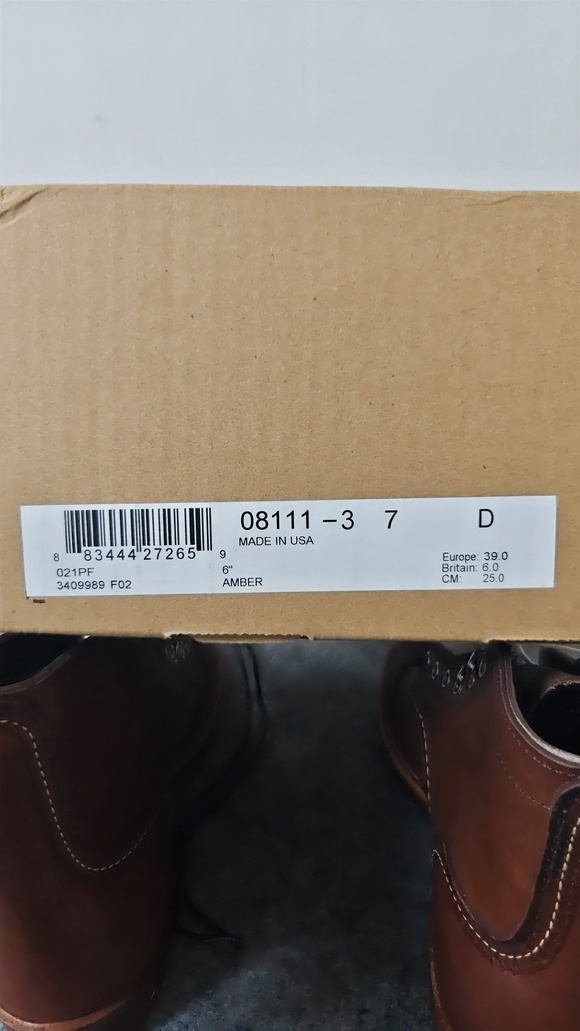 08111 – 3 7 D
MADE IN USA
8 83444 27265 9
021PF
3409989 F02
6"
AMBER
Europe: 39.0
Britain: 6.0
CM: 25.0